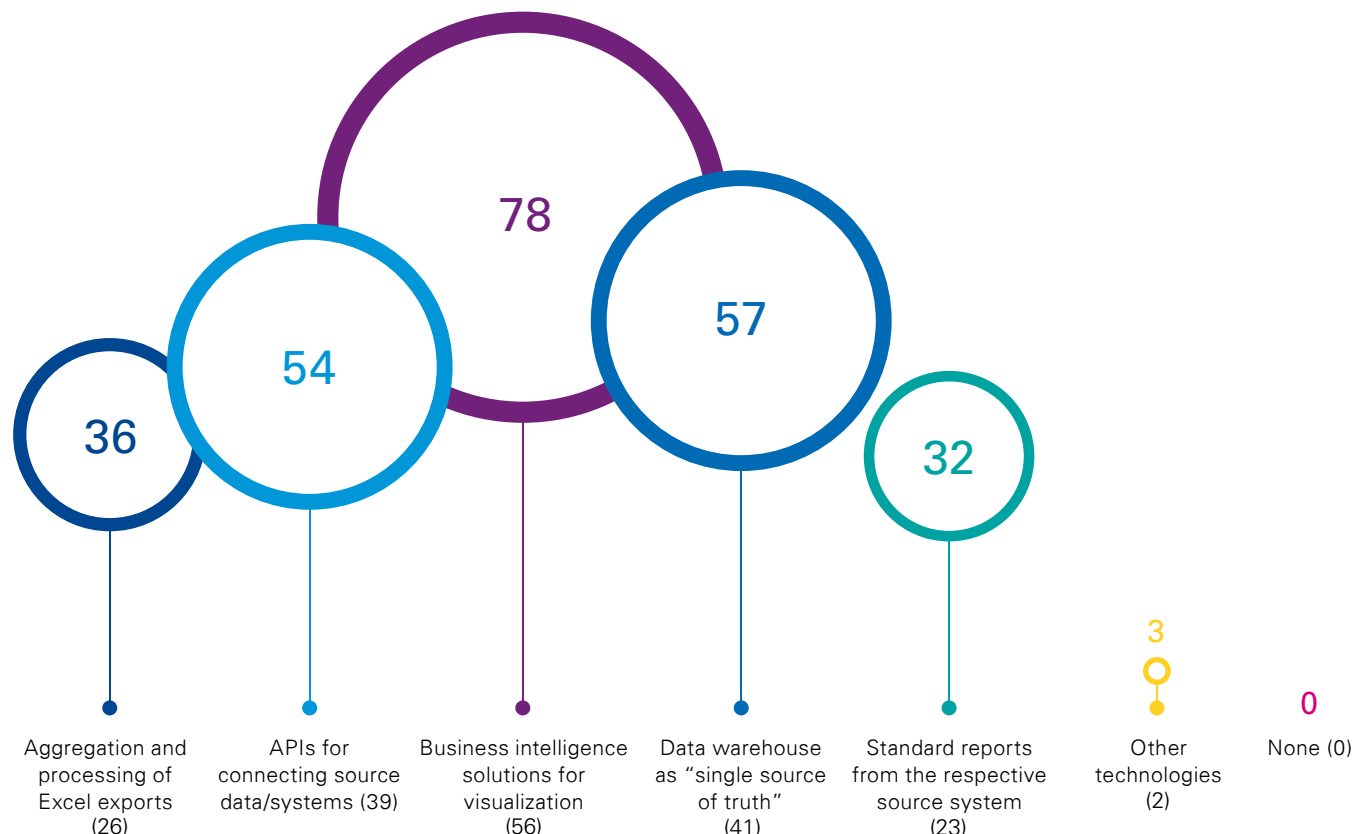 78
57
54
36
32
3
0
Aggregation and
processing of
Excel exports
(26)
APIs for
connecting source
data/systems (39)
Business intelligence
solutions for
visualization
(56)
Data warehouse
as “single source
of truth”
(41)
Standard reports
from the respective
source system
(23)
Other
technologies
(2)
None (0)